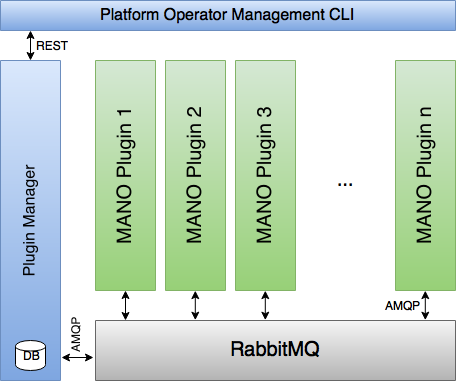 Platform Operator Management CLI
REST
Plugin Manager
MANO Plugin 1
MANO Plugin 2
MANO Plugin 3
...
MANO Plugin n
DB
AMQP
AMQP
RabbitMQ